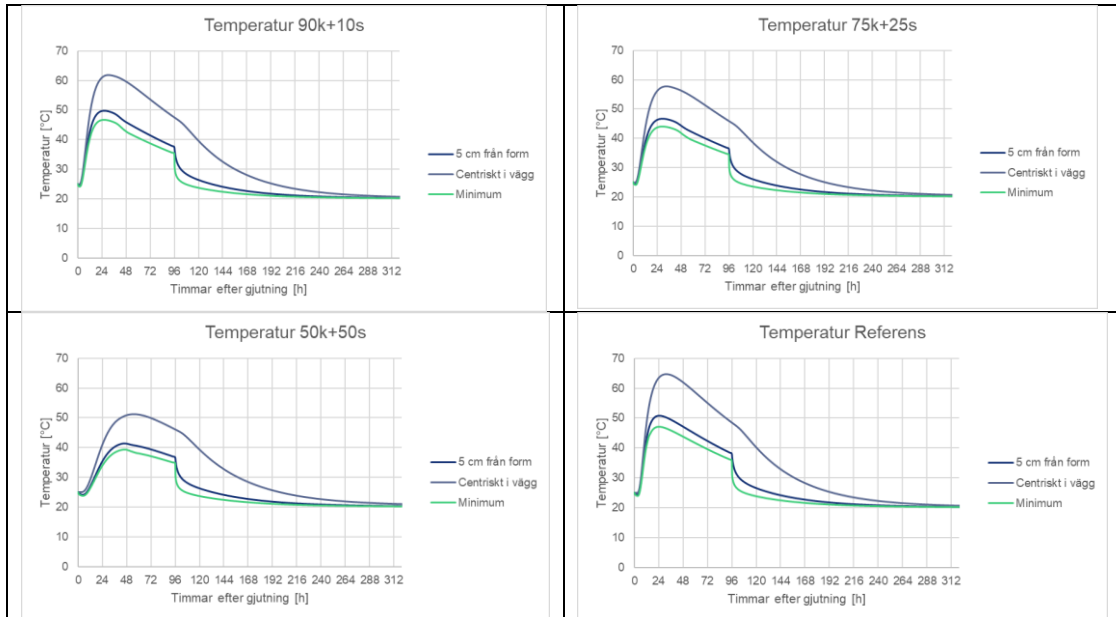 Temperatur 90k+10s
70
60
50
40
30
20
10
0
Temperatur [°C]
0 24 48 72 96 120 144 168 192 216 240 264 288 312
Timmar efter gjutning [h]
5 cm från form
Centriskt i vägg
Minimum
Temperatur 75k+25s
70
60
50
40
30
20
10
0
Temperatur [°C]
0 24 48 72 96 120 144 168 192 216 240 264 288 312
Timmar efter gjutning [h]
5 cm från form
Centriskt i vägg
Minimum
Temperatur 50k+50s
70
60
50
40
30
20
10
0
Temperatur [°C]
0 24 48 72 96 120 144 168 192 216 240 264 288 312
Timmar efter gjutning [h]
5 cm från form
Centriskt i vägg
Minimum
Temperatur Referens
70
60
50
40
30
20
10
0
Temperatur [°C]
0 24 48 72 96 120 144 168 192 216 240 264 288 312
Timmar efter gjutning [h]
5 cm från form
Centriskt i vägg
Minimum